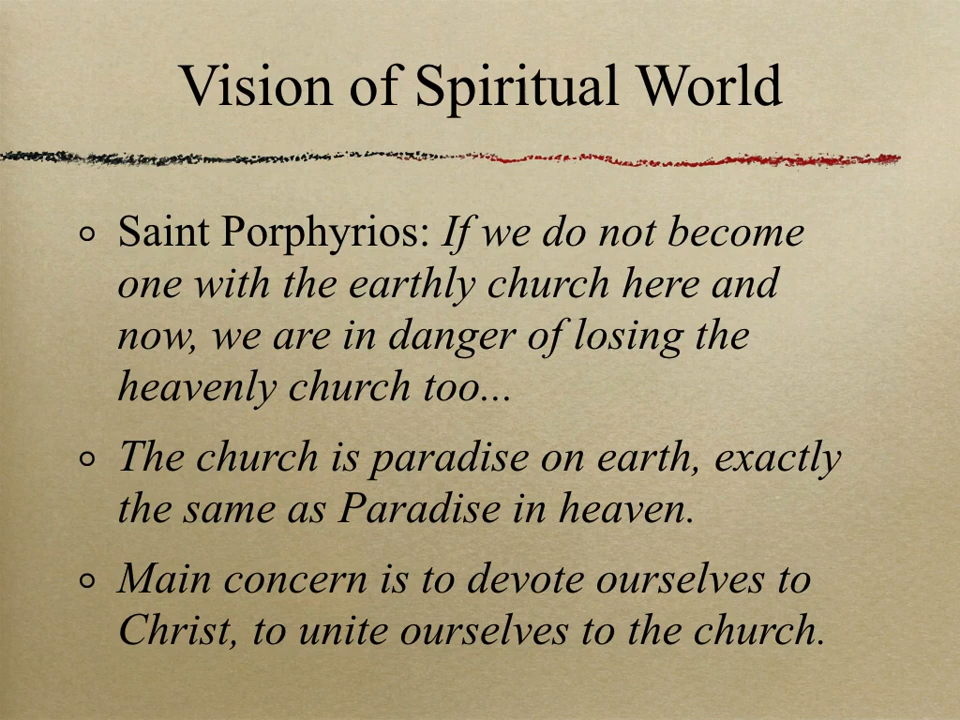 Vision of Spiritual World
Saint Porphyrios: If we do not become
one with the earthly church here and
now, we are in danger of losing the
heavenly church too...
The church is paradise on earth, exactly
the same as Paradise in heaven.
Main concern is to devote ourselves to
Christ, to unite ourselves to the church.